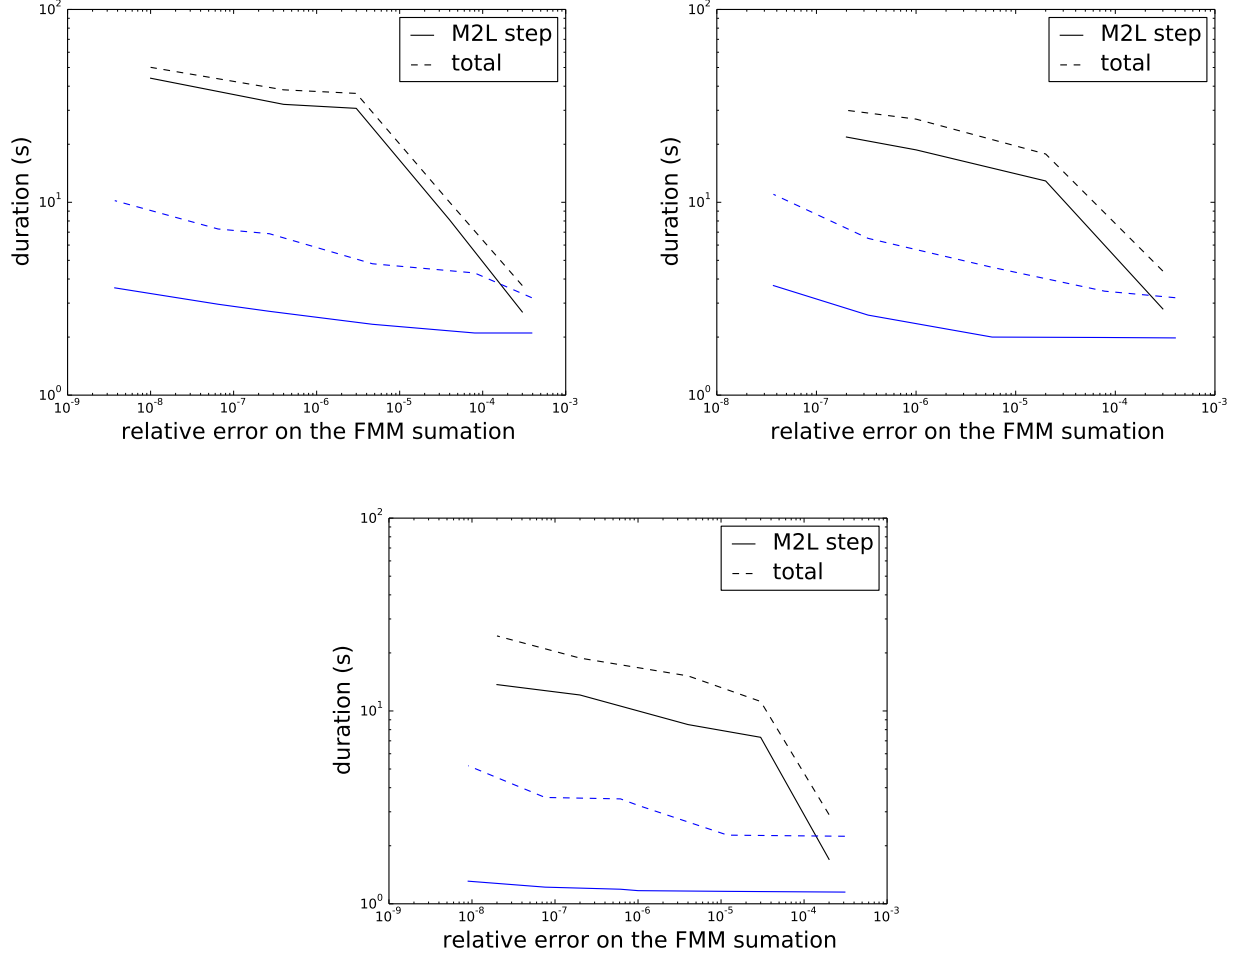 10^2
M2L step
total
duration (s)
10^1
10^0
10^-9 10^-8 10^-7 10^-6 10^-5 10^-4 10^-3
relative error on the FMM sumation
10^2
M2L step
total
duration (s)
10^1
10^0
10^-8 10^-7 10^-6 10^-5 10^-4 10^-3
relative error on the FMM sumation
10^2
M2L step
total
duration (s)
10^1
10^0
10^-9 10^-8 10^-7 10^-6 10^-5 10^-4 10^-3
relative error on the FMM sumation